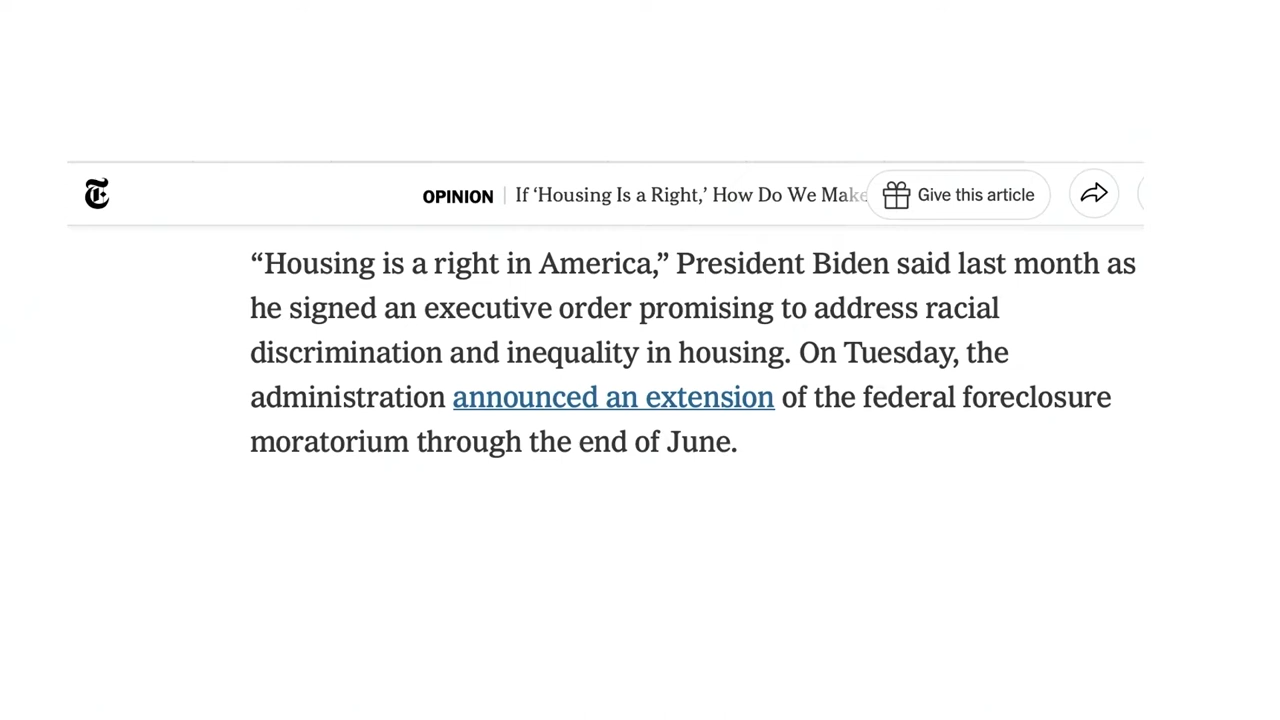 OPINION If ‘Housing Is a Right,’ How Do We Make Give this article
“Housing is a right in America,” President Biden said last month as
he signed an executive order promising to address racial
discrimination and inequality in housing. On Tuesday, the
administration announced an extension of the federal foreclosure
moratorium through the end of June.